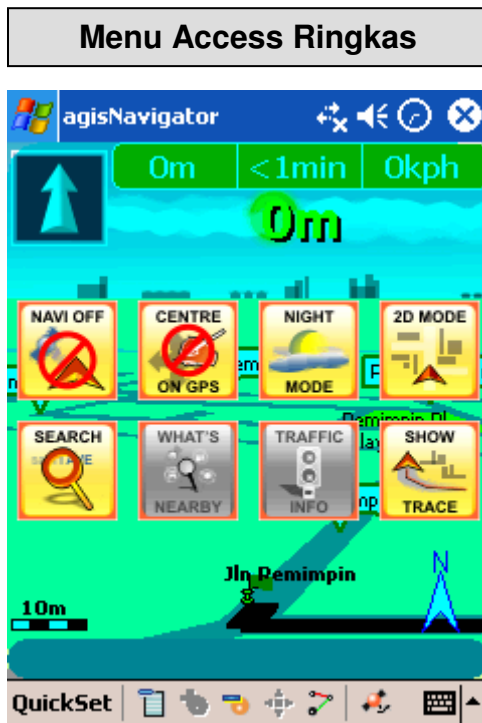 Menu Access Ringkas
agisNavigator
0m <1min 0kph
0m
NAVI OFF
CENTRE ON GPS
NIGHT MODE
2D MODE
SEARCH
WHAT'S NEARBY
TRAFFIC INFO
SHOW TRACE
Jln Remimpin
N
10m
QuickSet